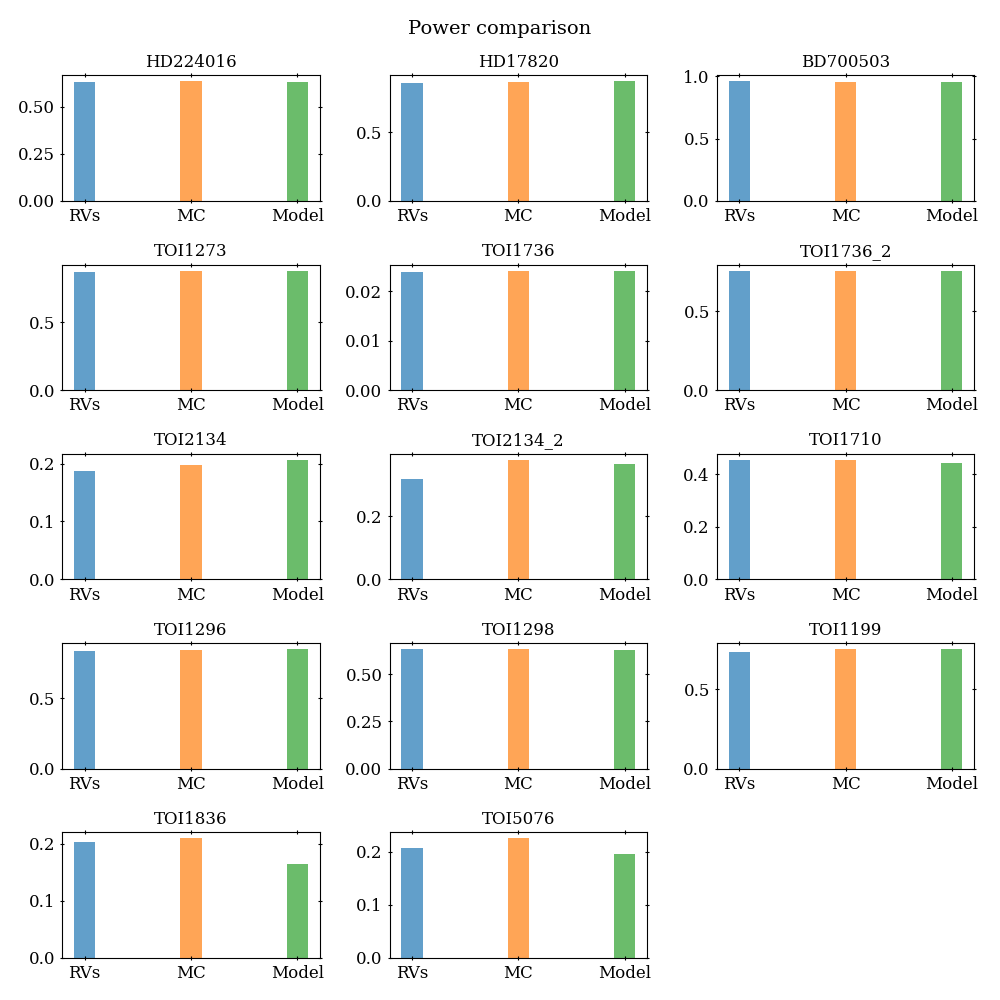 Power comparison
HD224016
HD17820
BD700503
0.50
0.25
0.00
RVs MC Model
0.5
0.0
RVs MC Model
1.0
0.5
0.0
RVs MC Model
TOI1273
TOI1736
TOI1736_2
0.5
0.0
RVs MC Model
0.02
0.01
0.00
RVs MC Model
0.5
0.0
RVs MC Model
TOI2134
TOI2134_2
TOI1710
0.2
0.1
0.0
RVs MC Model
0.2
0.0
RVs MC Model
0.4
0.2
0.0
RVs MC Model
TOI1296
TOI1298
TOI1199
0.5
0.0
RVs MC Model
0.50
0.25
0.00
RVs MC Model
0.5
0.0
RVs MC Model
TOI1836
TOI5076
0.2
0.1
0.0
RVs MC Model
0.2
0.1
0.0
RVs MC Model